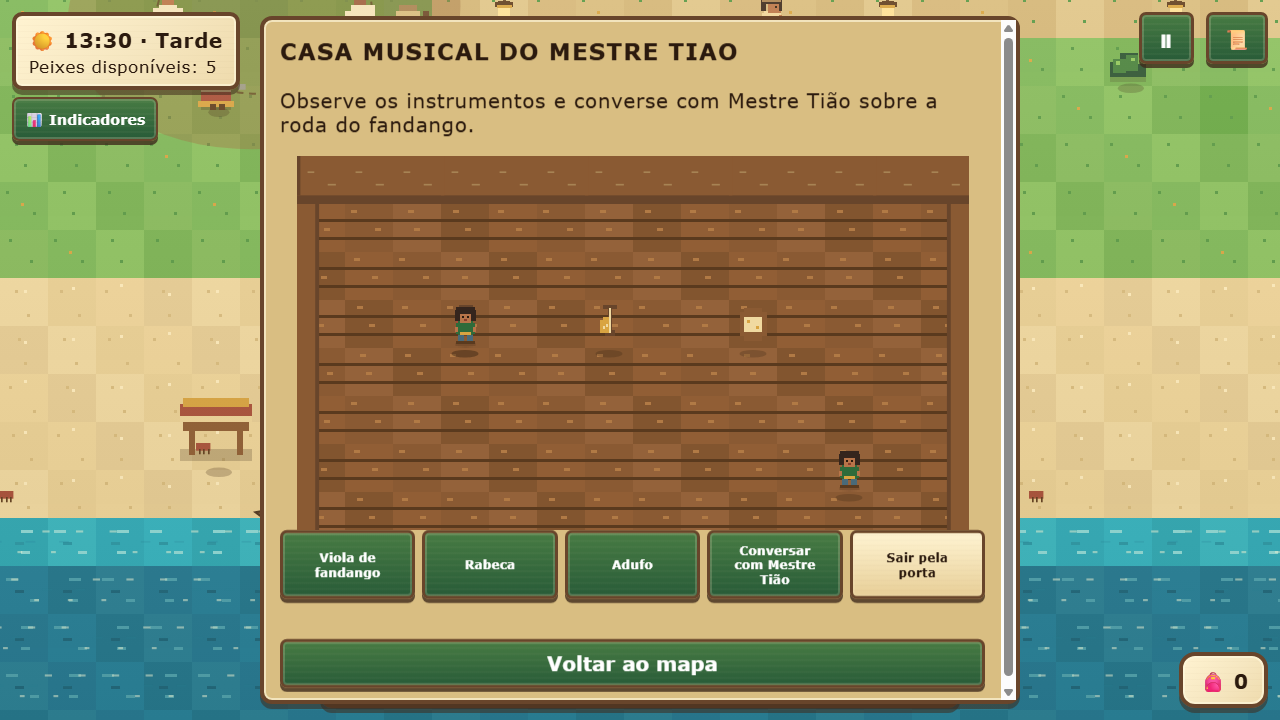 13:30 · Tarde
Peixes disponíveis: 5
Indicadores
CASA MUSICAL DO MESTRE TIAO
Observe os instrumentos e converse com Mestre Tião sobre a
roda do fandango.
Viola de
fandango
Rabeca
Adufo
Conversar
com Mestre
Tião
Sair pela
porta
Voltar ao mapa
0